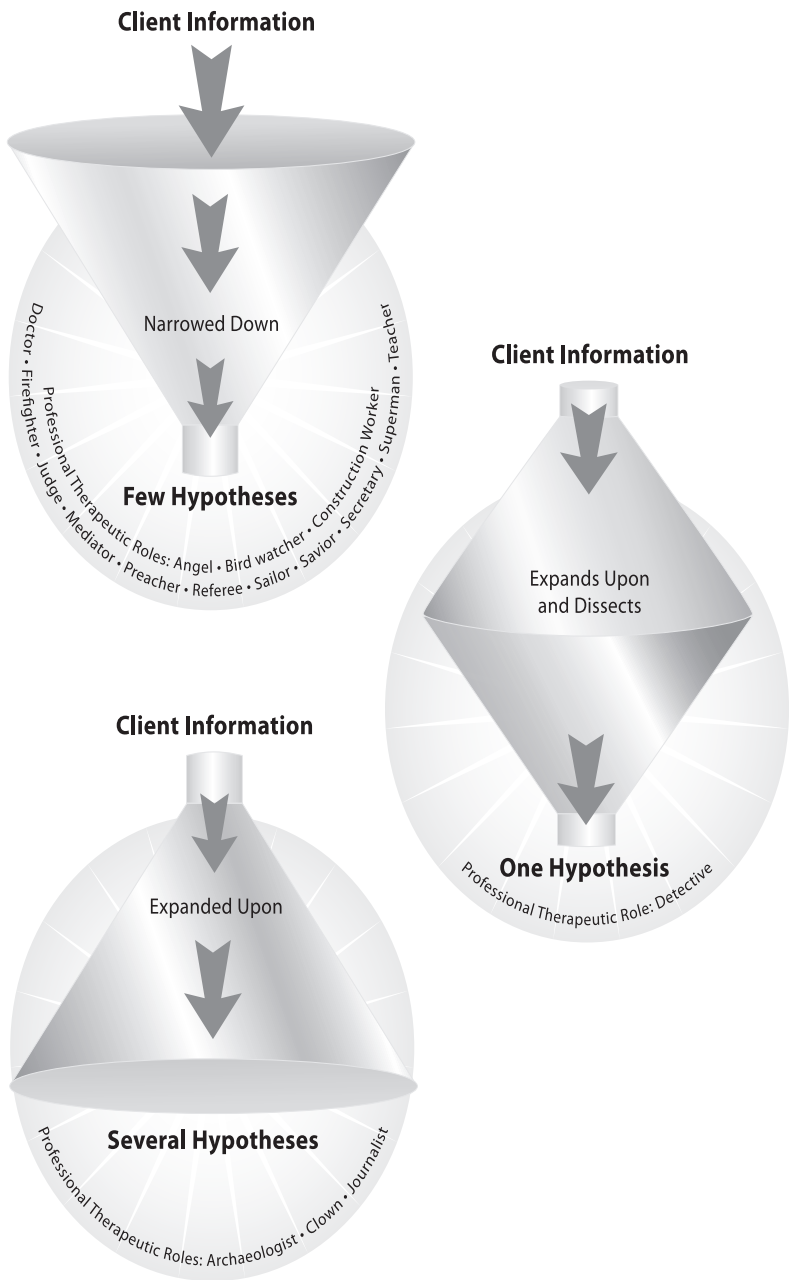 Client Information
Narrowed Down
Few Hypotheses
Professional Therapeutic Roles: Angel • Bird watcher • Construction Worker
Doctor • Firefighter • Judge • Mediator • Preacher • Referee • Sailor • Savior • Secretary • Superman • Teacher
Client Information
Expands Upon
and Dissects
One Hypothesis
Professional Therapeutic Role: Detective
Client Information
Expanded Upon
Several Hypotheses
Professional Therapeutic Roles: Archaeologist • Clown • Journalist